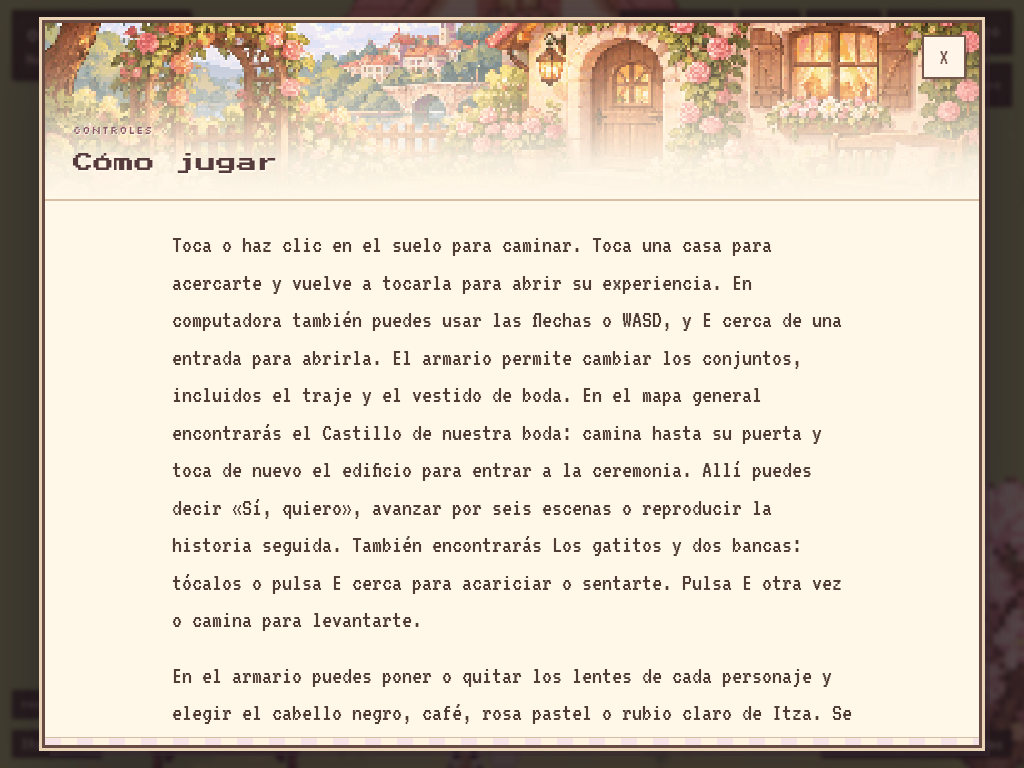 CONTROLES
Cómo jugar
X
Toca o haz clic en el suelo para caminar. Toca una casa para
acercarte y vuelve a tocarla para abrir su experiencia. En
computadora también puedes usar las flechas o WASD, y E cerca de una
entrada para abrirla. El armario permite cambiar los conjuntos,
incluidos el traje y el vestido de boda. En el mapa general
encontrarás el Castillo de nuestra boda: camina hasta su puerta y
toca de nuevo el edificio para entrar a la ceremonia. Allí puedes
decir «Sí, quiero», avanzar por seis escenas o reproducir la
historia seguida. También encontrarás Los gatitos y dos bancas:
tócalos o pulsa E cerca para acariciar o sentarte. Pulsa E otra vez
o camina para levantarte.
En el armario puedes poner o quitar los lentes de cada personaje y
elegir el cabello negro, café, rosa pastel o rubio claro de Itza. Se